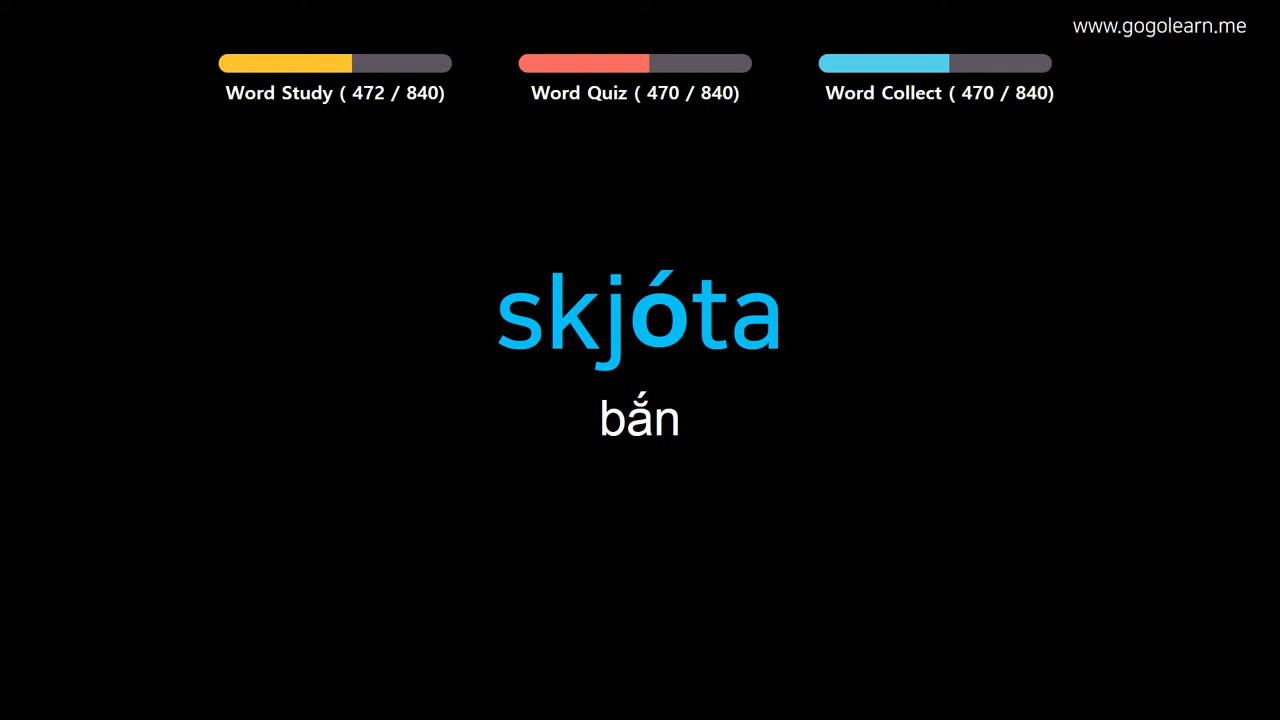 www.gogolearn.me
Word Study ( 472 / 840)
Word Quiz ( 470 / 840)
Word Collect ( 470 / 840)
skjóta
bắn